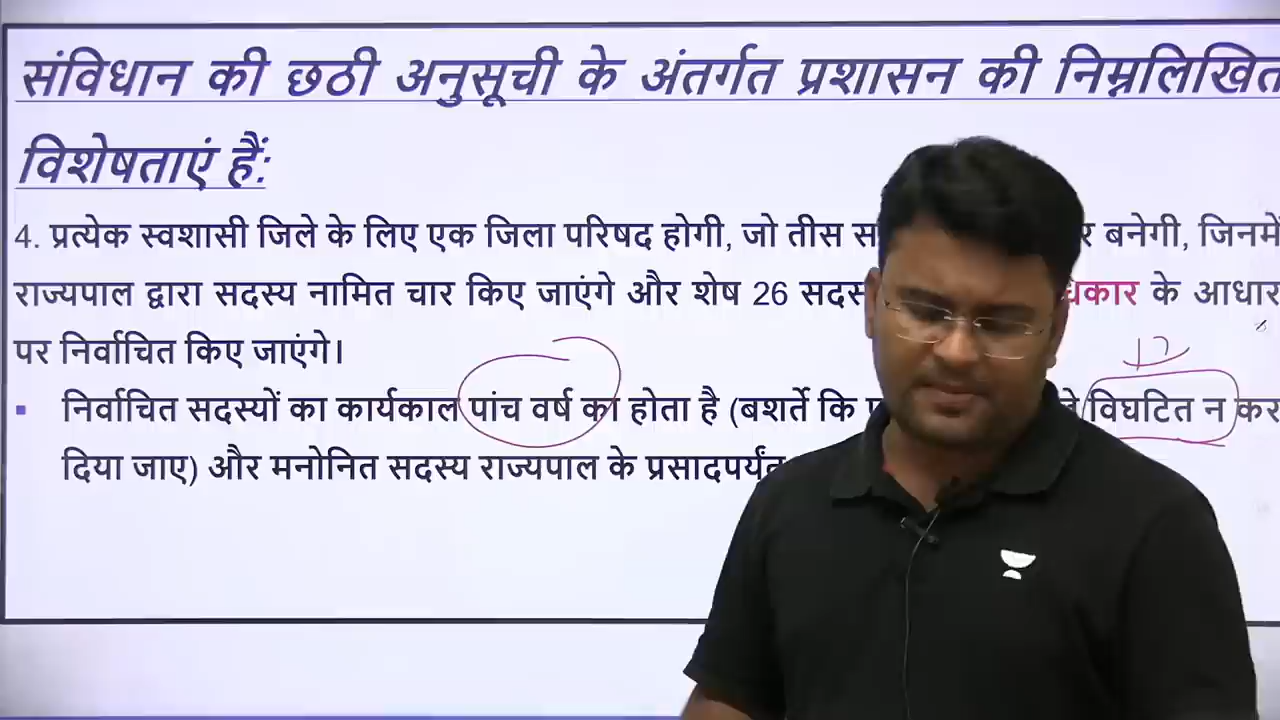 संविधान की छठी अनुसूची के अंतर्गत प्रशासन की निम्नलिखित
विशेषताएं हैं:
4. प्रत्येक स्वशासी जिले के लिए एक जिला परिषद होगी, जो तीस बनेगी, जिनमें
राज्यपाल द्वारा सदस्य नामित चार किए जाएंगे और शेष 26 के आधार
पर निर्वाचित किए जाएंगे।
▪ निर्वाचित सदस्यों का कार्यकाल पांच वर्ष का होता है (बशर्ते कि विघटित न कर
दिया जाए) और मनोनित सदस्य राज्यपाल के प्रसादपर्यंत